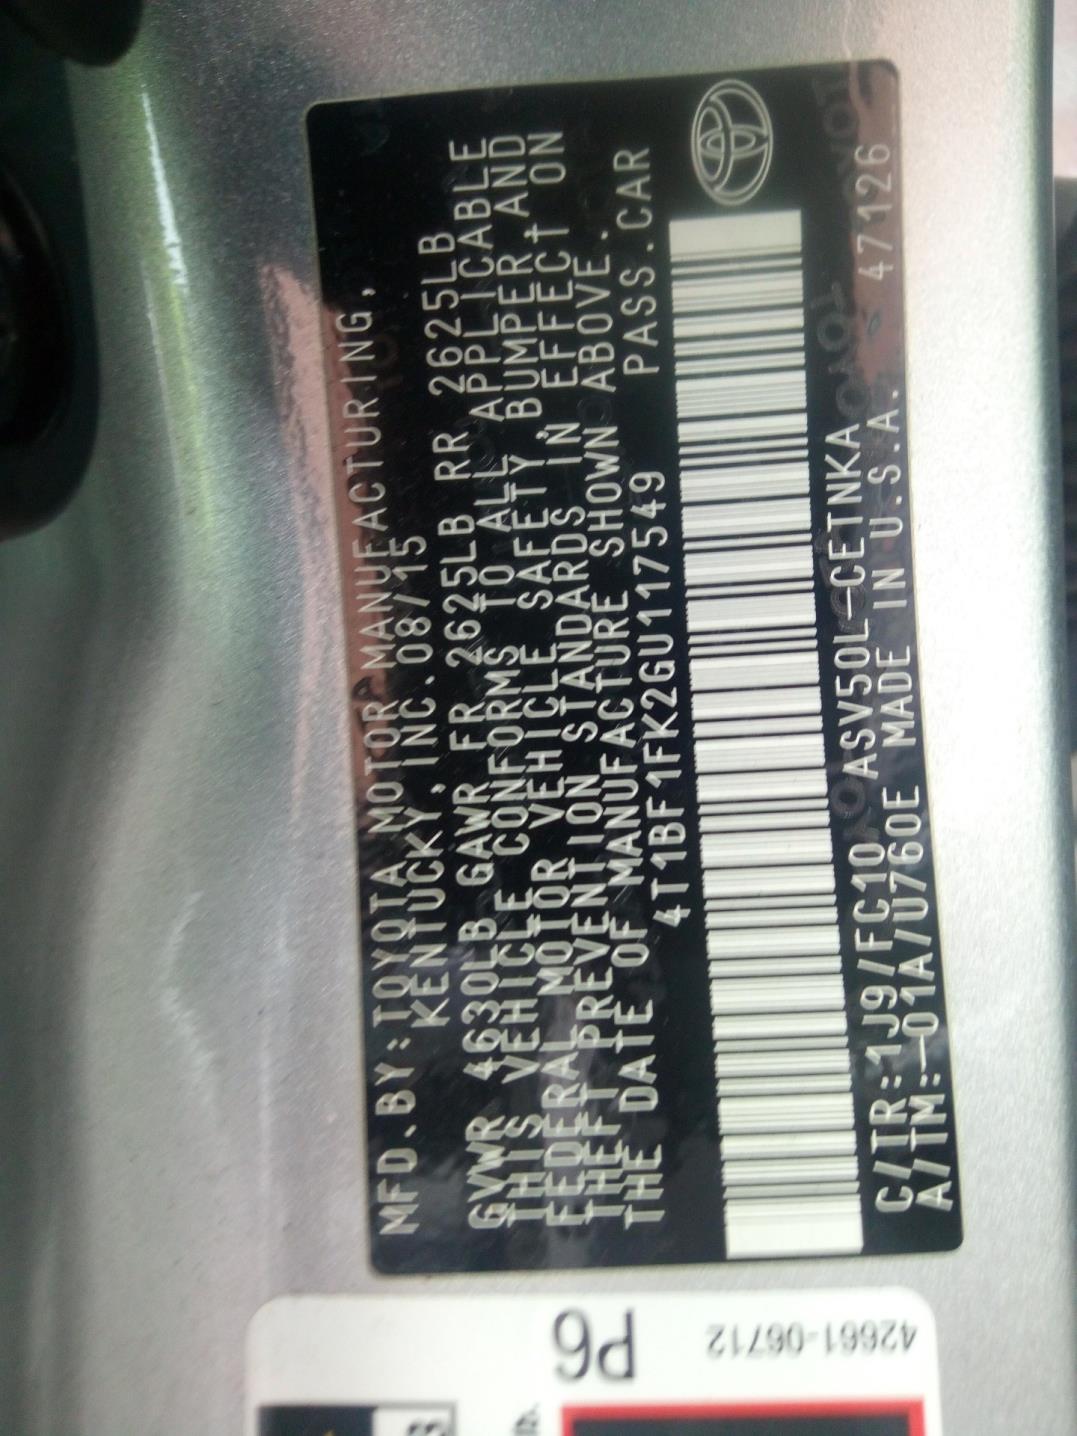 MFD.BY:TOYOTA MOTOR MANUFACTURING,
KENTUCKY,INC.08/15
GVWR 4630LB GAWR FR 2625LB RR 2625LB
THIS VEHICLE CONFORMS TO ALL APPLICABLE
FEDERAL MOTOR VEHICLE SAFETY,BUMPER,AND
THEFT PREVENTION STANDARDS IN EFFECT ON
THE DATE OF MANUFACTURE SHOWN ABOVE.
4T1BF1FK2GU117549 PASS.CAR
C/TR:1J9/FC10 ASV50L-CETNKA
A/TM:-01A/U760E MADE IN U.S.A. 47126
P6
42661-06712